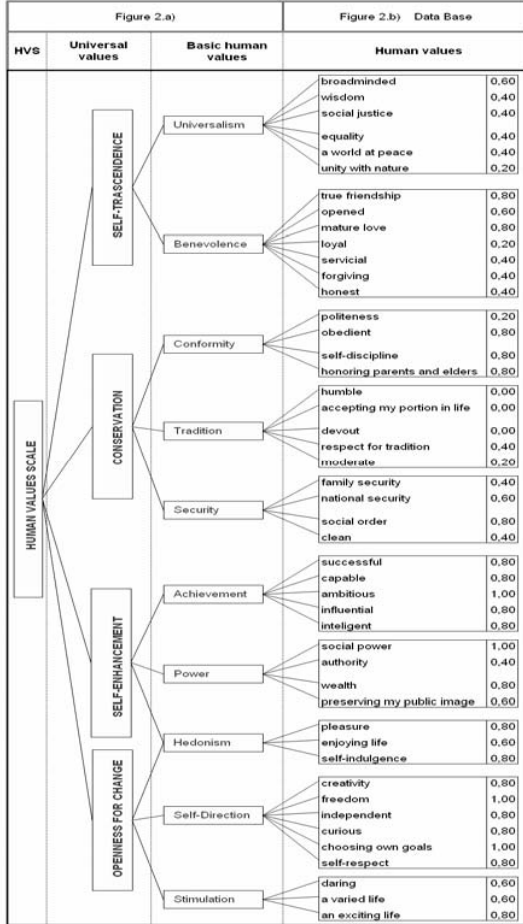 Figure 2.a) Figure 2.b) Data Base
HVS Universal values Basic human values Human values
HUMAN VALUES SCALE
SELF-TRASCENDENCE
Universalism
broadminded 0,60
wisdom 0,40
social justice 0,40
equality 0,40
a world at peace 0,40
unity with nature 0,20
Benevolence
true friendship 0,80
opened 0,60
mature love 0,80
loyal 0,20
servicial 0,40
forgiving 0,40
honest 0,40
CONSERVATION
Conformity
politeness 0,20
obedient 0,80
self-discipline 0,80
honoring parents and elders 0,80
Tradition
humble 0,00
accepting my portion in life 0,00
devout 0,00
respect for tradition 0,40
moderate 0,20
Security
family security 0,40
national security 0,60
social order 0,80
clean 0,40
SELF-ENHANCEMENT
Achievement
successful 0,80
capable 0,80
ambitious 1,00
influential 0,80
inteligent 0,80
Power
social power 1,00
authority 0,40
wealth 0,80
preserving my public image 0,60
Hedonism
pleasure 0,80
enjoying life 0,60
self-indulgence 0,80
OPENNESS FOR CHANGE
Self-Direction
creativity 0,80
freedom 1,00
independent 0,80
curious 0,80
choosing own goals 1,00
self-respect 0,80
Stimulation
daring 0,60
a varied life 0,60
an exciting life 0,80